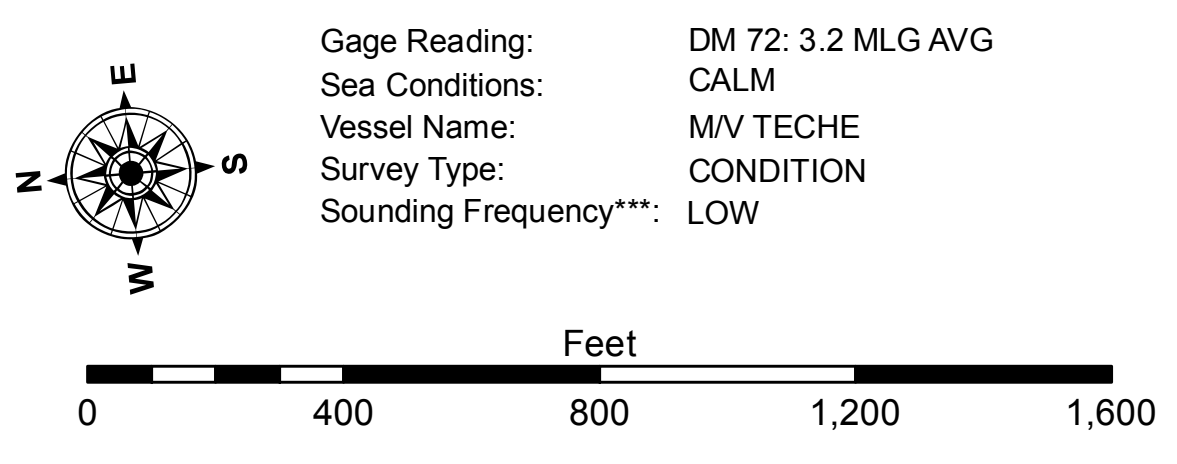 E
N
S
W
Gage Reading: DM 72: 3.2 MLG AVG
Sea Conditions: CALM
Vessel Name: M/V TECHE
Survey Type: CONDITION
Sounding Frequency***: LOW
Feet
0 400 800 1,200 1,600